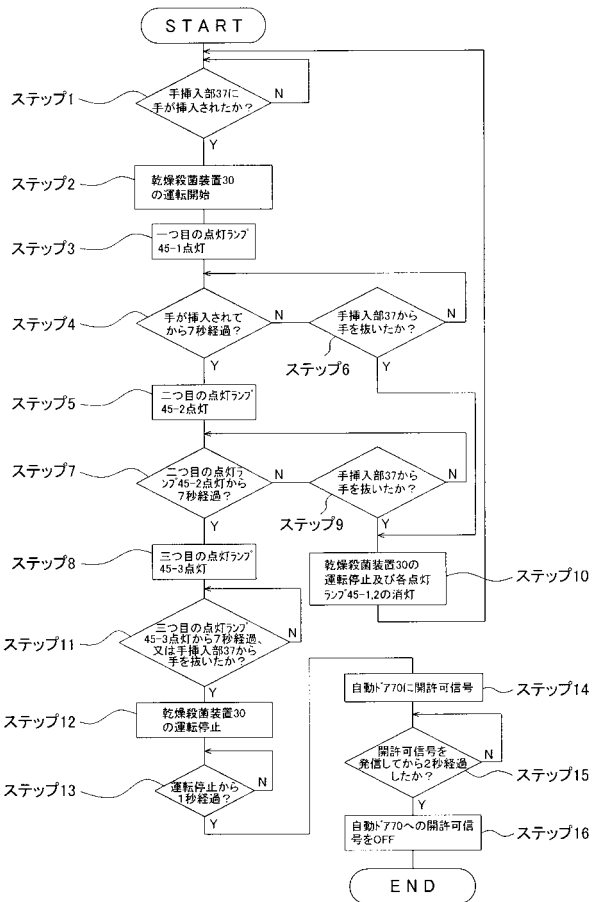 START
ステップ1
手挿入部37に
手が挿入されたか？
N
Y
ステップ2
乾燥殺菌装置30
の運転開始
ステップ3
一つ目の点灯ランプ
45-1点灯
ステップ4
手が挿入されて
から7秒経過？
N
Y
手挿入部37から
手を抜いたか？
N
Y
ステップ6
ステップ5
二つ目の点灯ランプ
45-2点灯
ステップ7
二つ目の点灯ラ
ンプ45-2点灯から
7秒経過？
N
Y
手挿入部37から
手を抜いたか？
N
Y
ステップ9
ステップ8
三つ目の点灯ランプ
45-3点灯
乾燥殺菌装置30の
運転停止及び各点灯
ランプ45-1,2の消灯
ステップ10
ステップ11
三つ目の点灯ランプ
45-3点灯から7秒経過、
又は手挿入部37から
手を抜いたか？
N
Y
ステップ12
乾燥殺菌装置30
の運転停止
ステップ13
運転停止から
1秒経過？
N
Y
自動ドア70に開許可信号
ステップ14
開許可信号を
発信してから2秒経過
したか？
N
Y
ステップ15
自動ドア70への開許可信
号をOFF
ステップ16
END